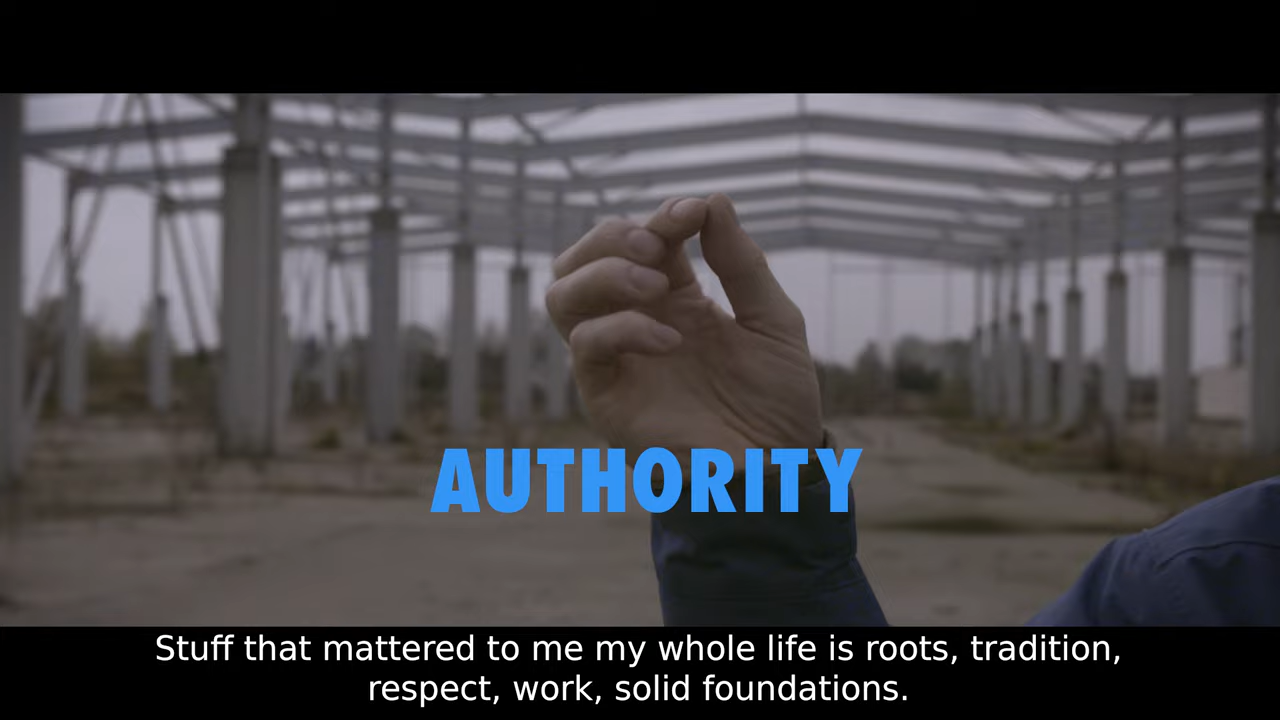 AUTHORITY
Stuff that mattered to me my whole life is roots, tradition,
respect, work, solid foundations.